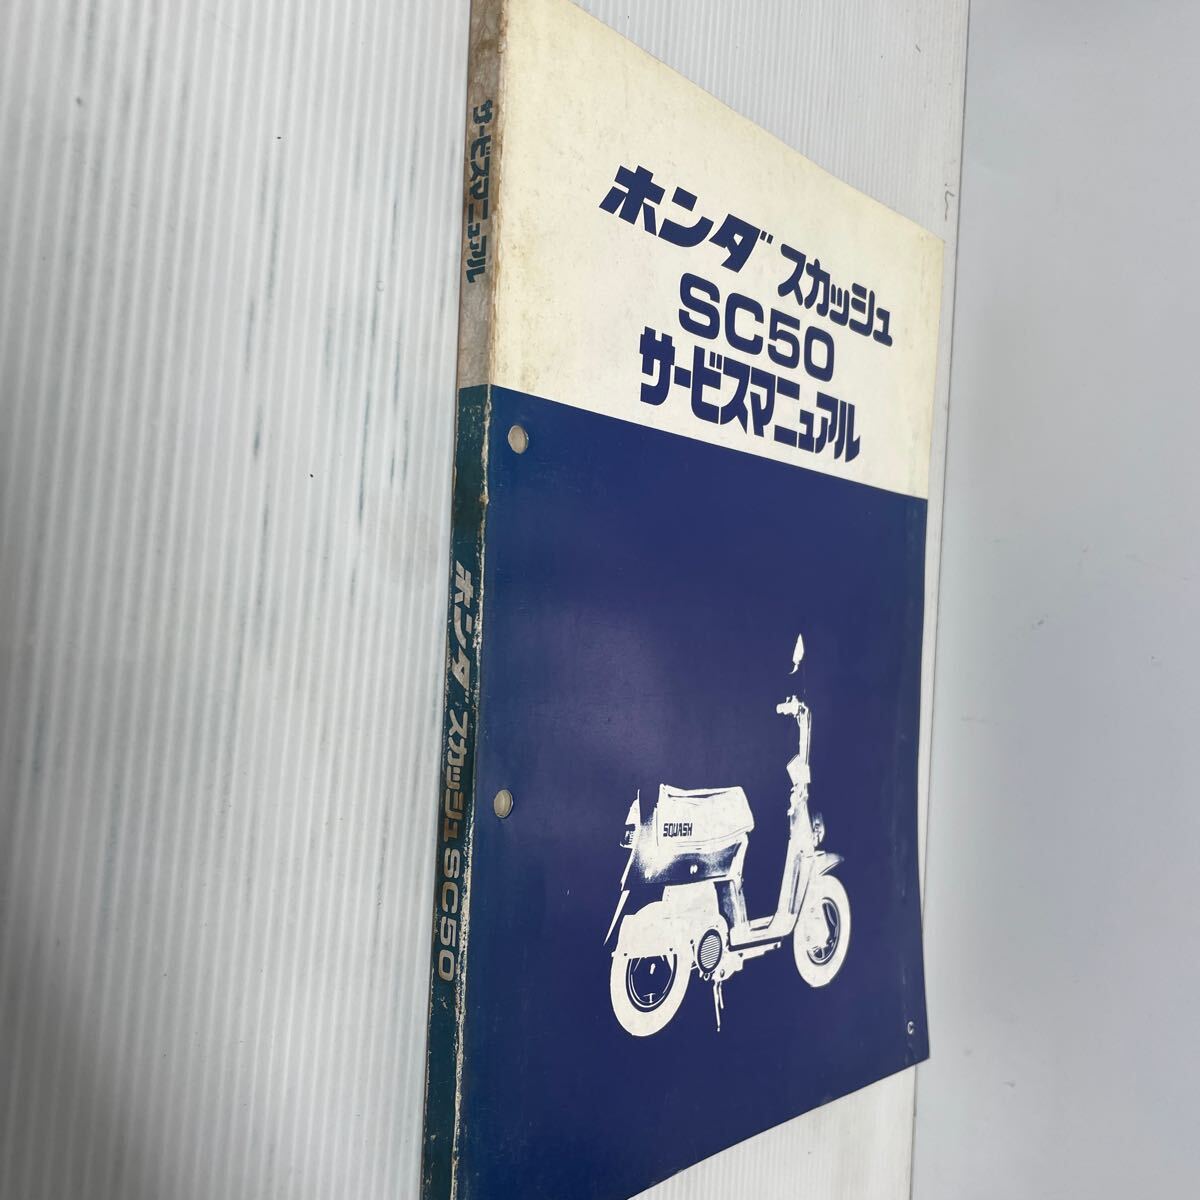 ホンダ スカッシュ
SC50
サービスマニュアル
SQUASH
C
サービスマニュアル
ホンダ スカッシュ SC50